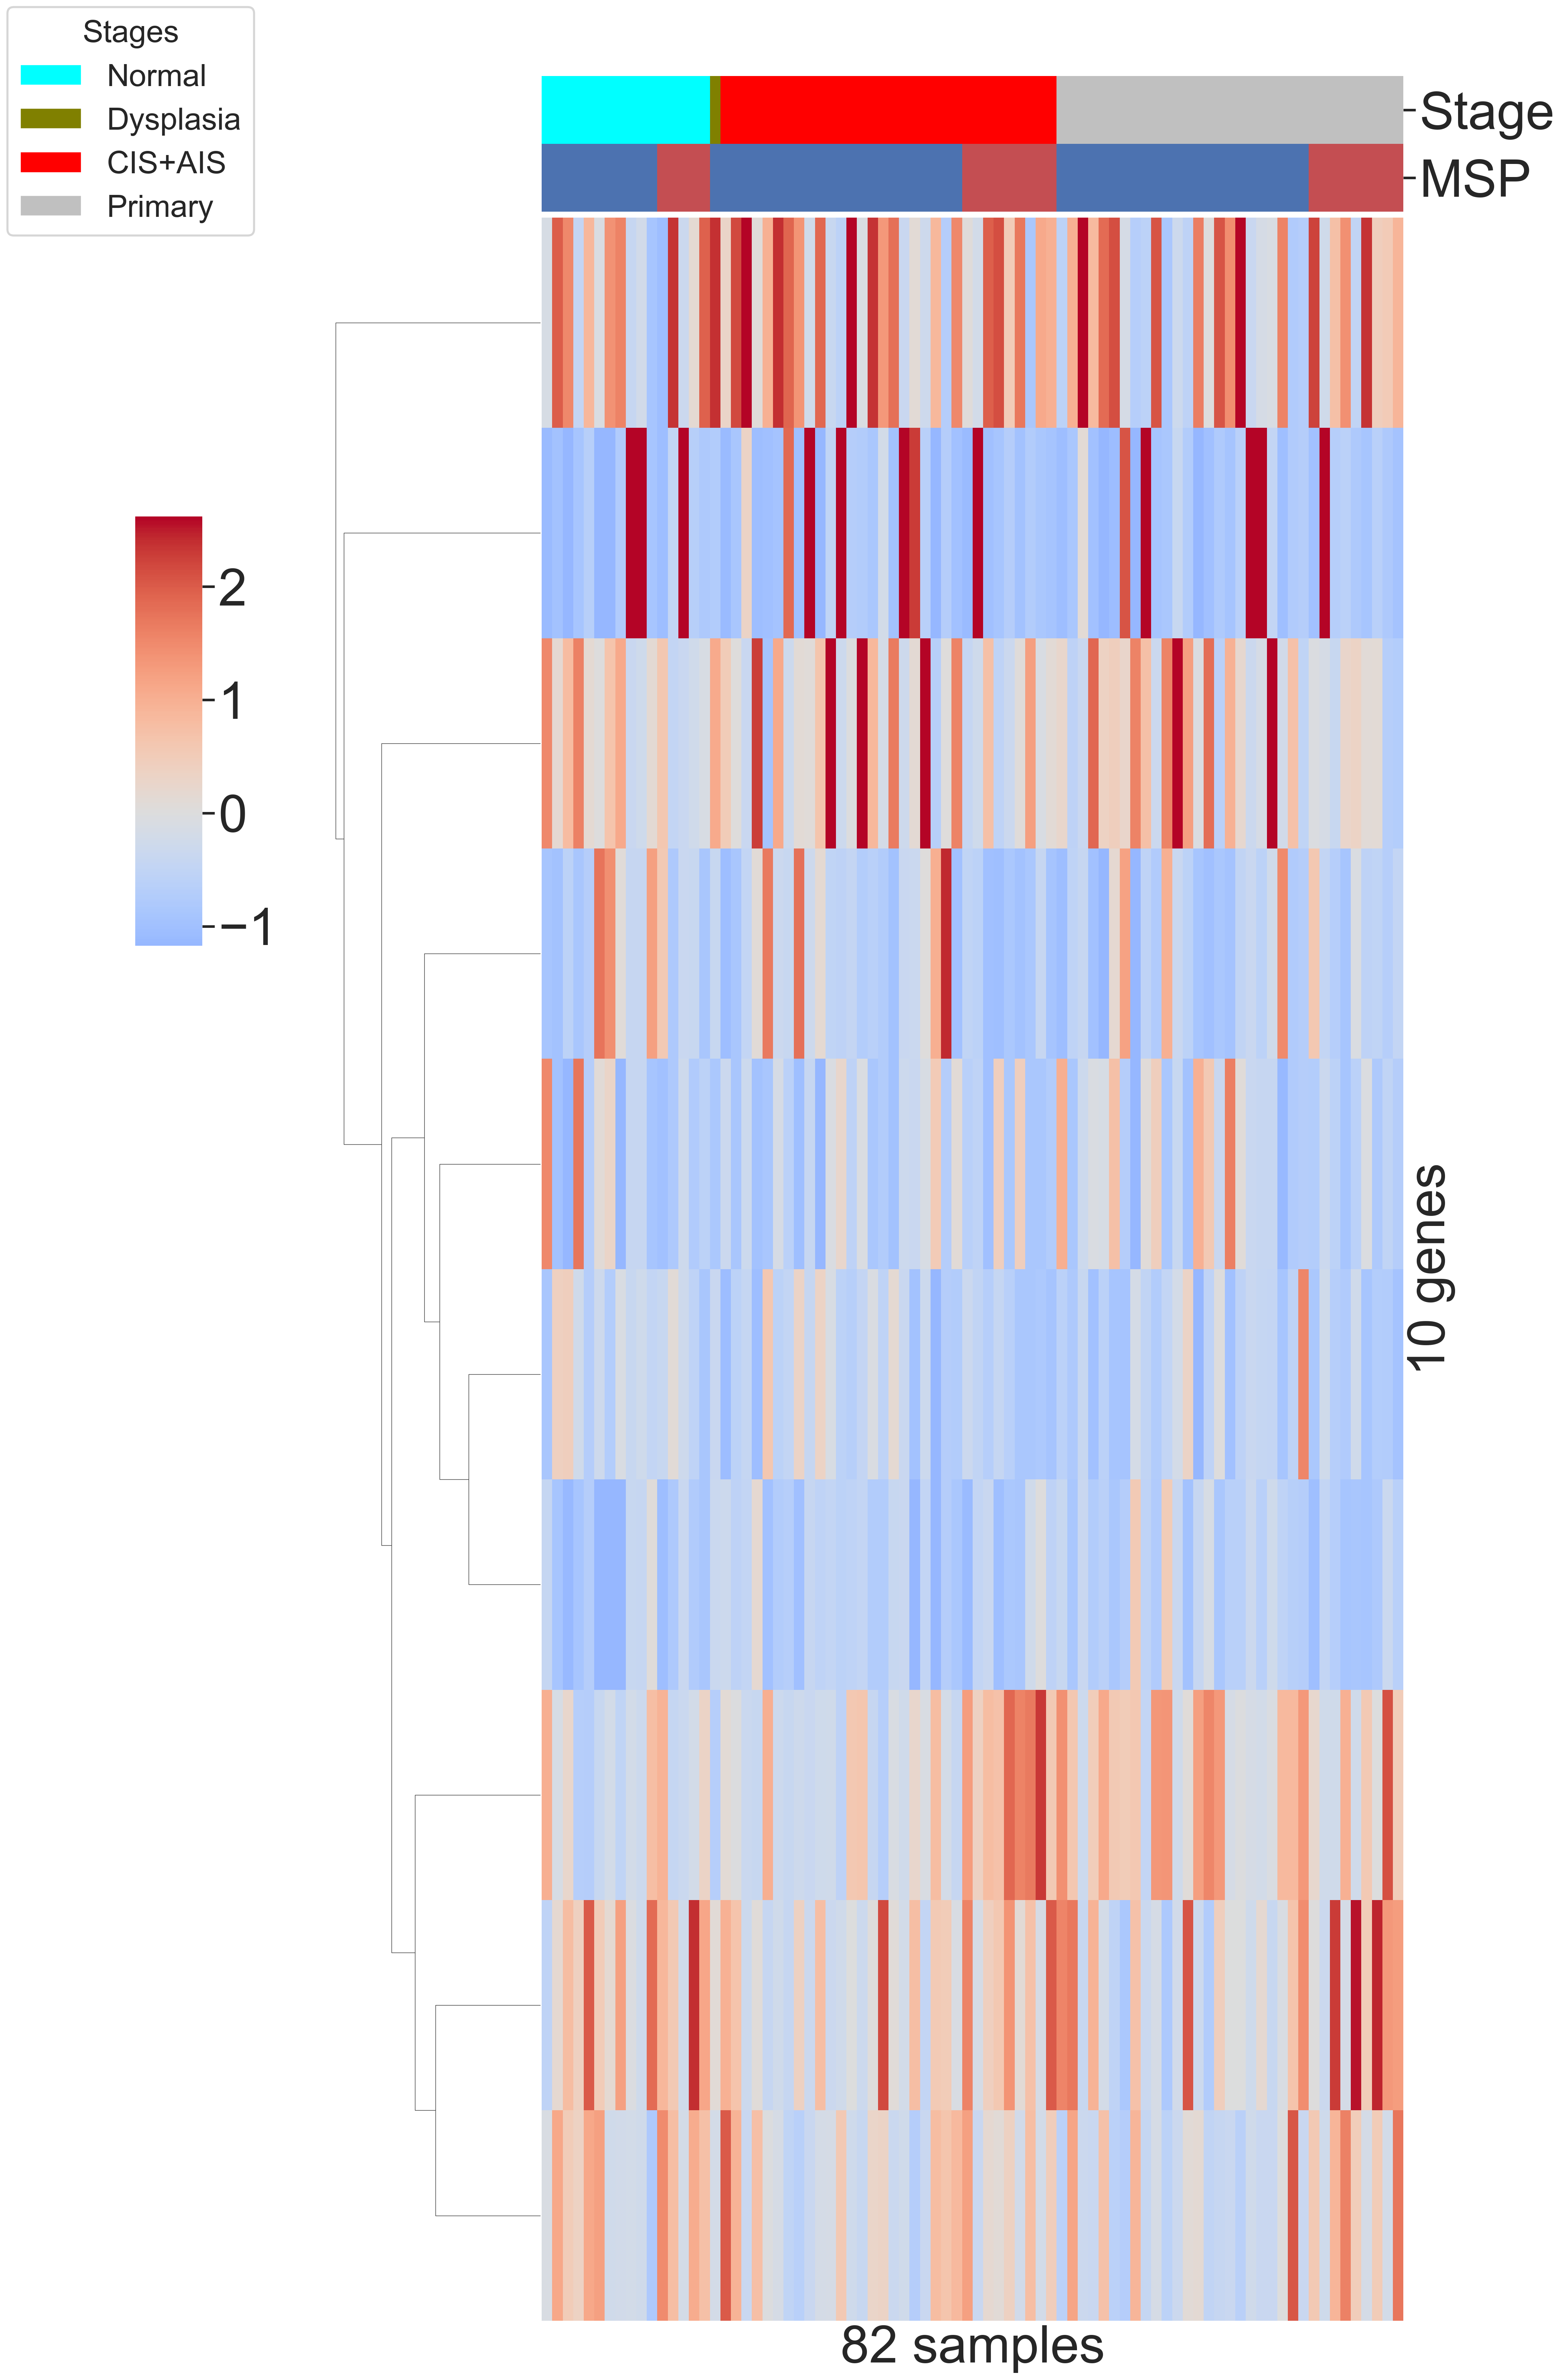 Stages
Normal
Dysplasia
CIS+AIS
Primary
Stage
MSP
2
1
0
−1
10 genes
82 samples